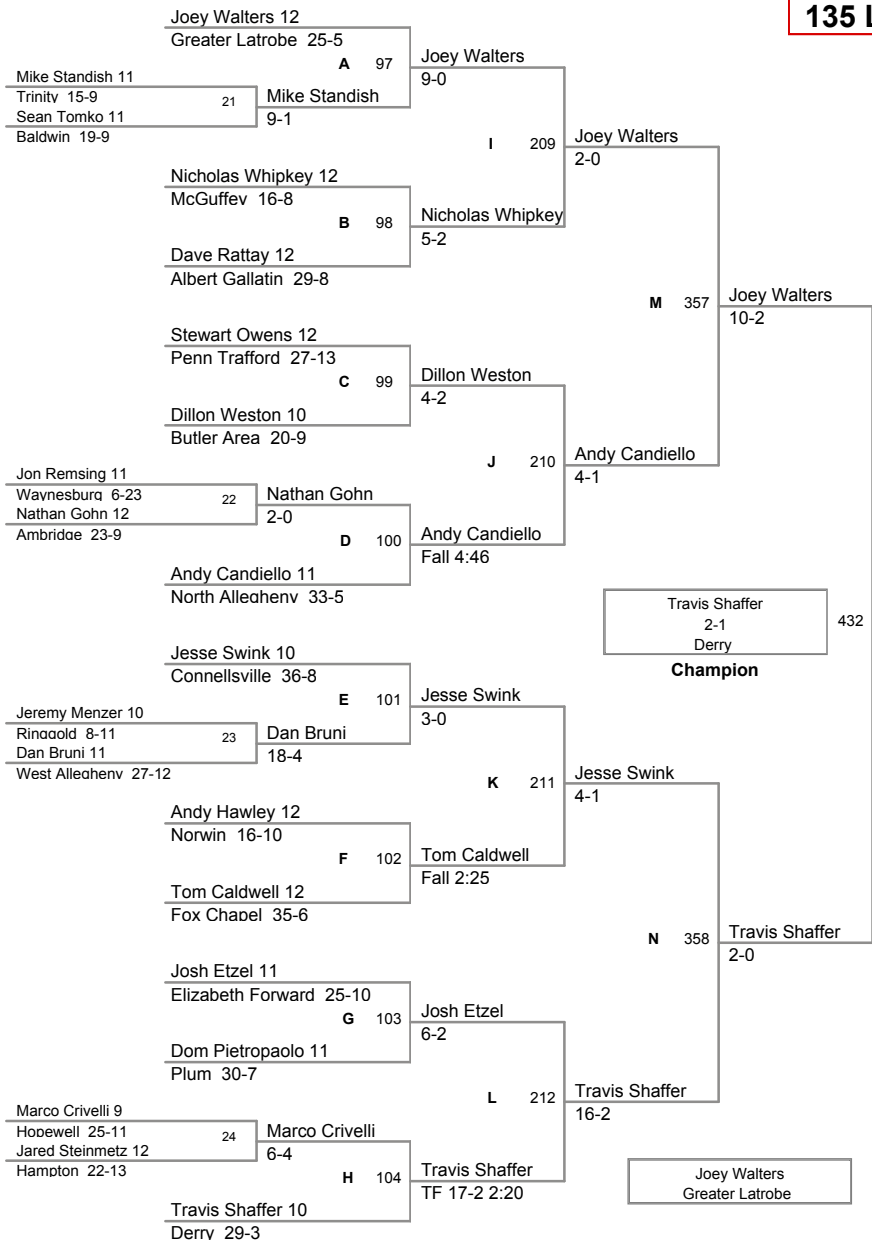 135 L
Joey Walters 12
Greater Latrobe 25-5
A 97
Joey Walters
9-0
Mike Standish 11
Trinity 15-9
21
Mike Standish
9-1
Sean Tomko 11
Baldwin 19-9
I 209
Joey Walters
2-0
Nicholas Whipkey 12
McGuffey 16-8
B 98
Nicholas Whipkey
5-2
Dave Rattay 12
Albert Gallatin 29-8
M 357
Joey Walters
10-2
Stewart Owens 12
Penn Trafford 27-13
C 99
Dillon Weston
4-2
Dillon Weston 10
Butler Area 20-9
J 210
Andy Candiello
4-1
Jon Remsing 11
Waynesburg 6-23
22
Nathan Gohn
2-0
Nathan Gohn 12
Ambridge 23-9
D 100
Andy Candiello
Fall 4:46
Andy Candiello 11
North Allegheny 33-5
Travis Shaffer
2-1
Derry
432
Champion
Jesse Swink 10
Connellsville 36-8
E 101
Jesse Swink
3-0
Jeremy Menzer 10
Ringgold 8-11
23
Dan Bruni
18-4
Dan Bruni 11
West Allegheny 27-12
K 211
Jesse Swink
4-1
Andy Hawley 12
Norwin 16-10
F 102
Tom Caldwell
Fall 2:25
Tom Caldwell 12
Fox Chapel 35-6
N 358
Travis Shaffer
2-0
Josh Etzel 11
Elizabeth Forward 25-10
G 103
Josh Etzel
6-2
Dom Pietropaolo 11
Plum 30-7
L 212
Travis Shaffer
16-2
Marco Crivelli 9
Hopewell 25-11
24
Marco Crivelli
6-4
Jared Steinmetz 12
Hampton 22-13
H 104
Travis Shaffer
TF 17-2 2:20
Travis Shaffer 10
Derry 29-3
Joey Walters
Greater Latrobe